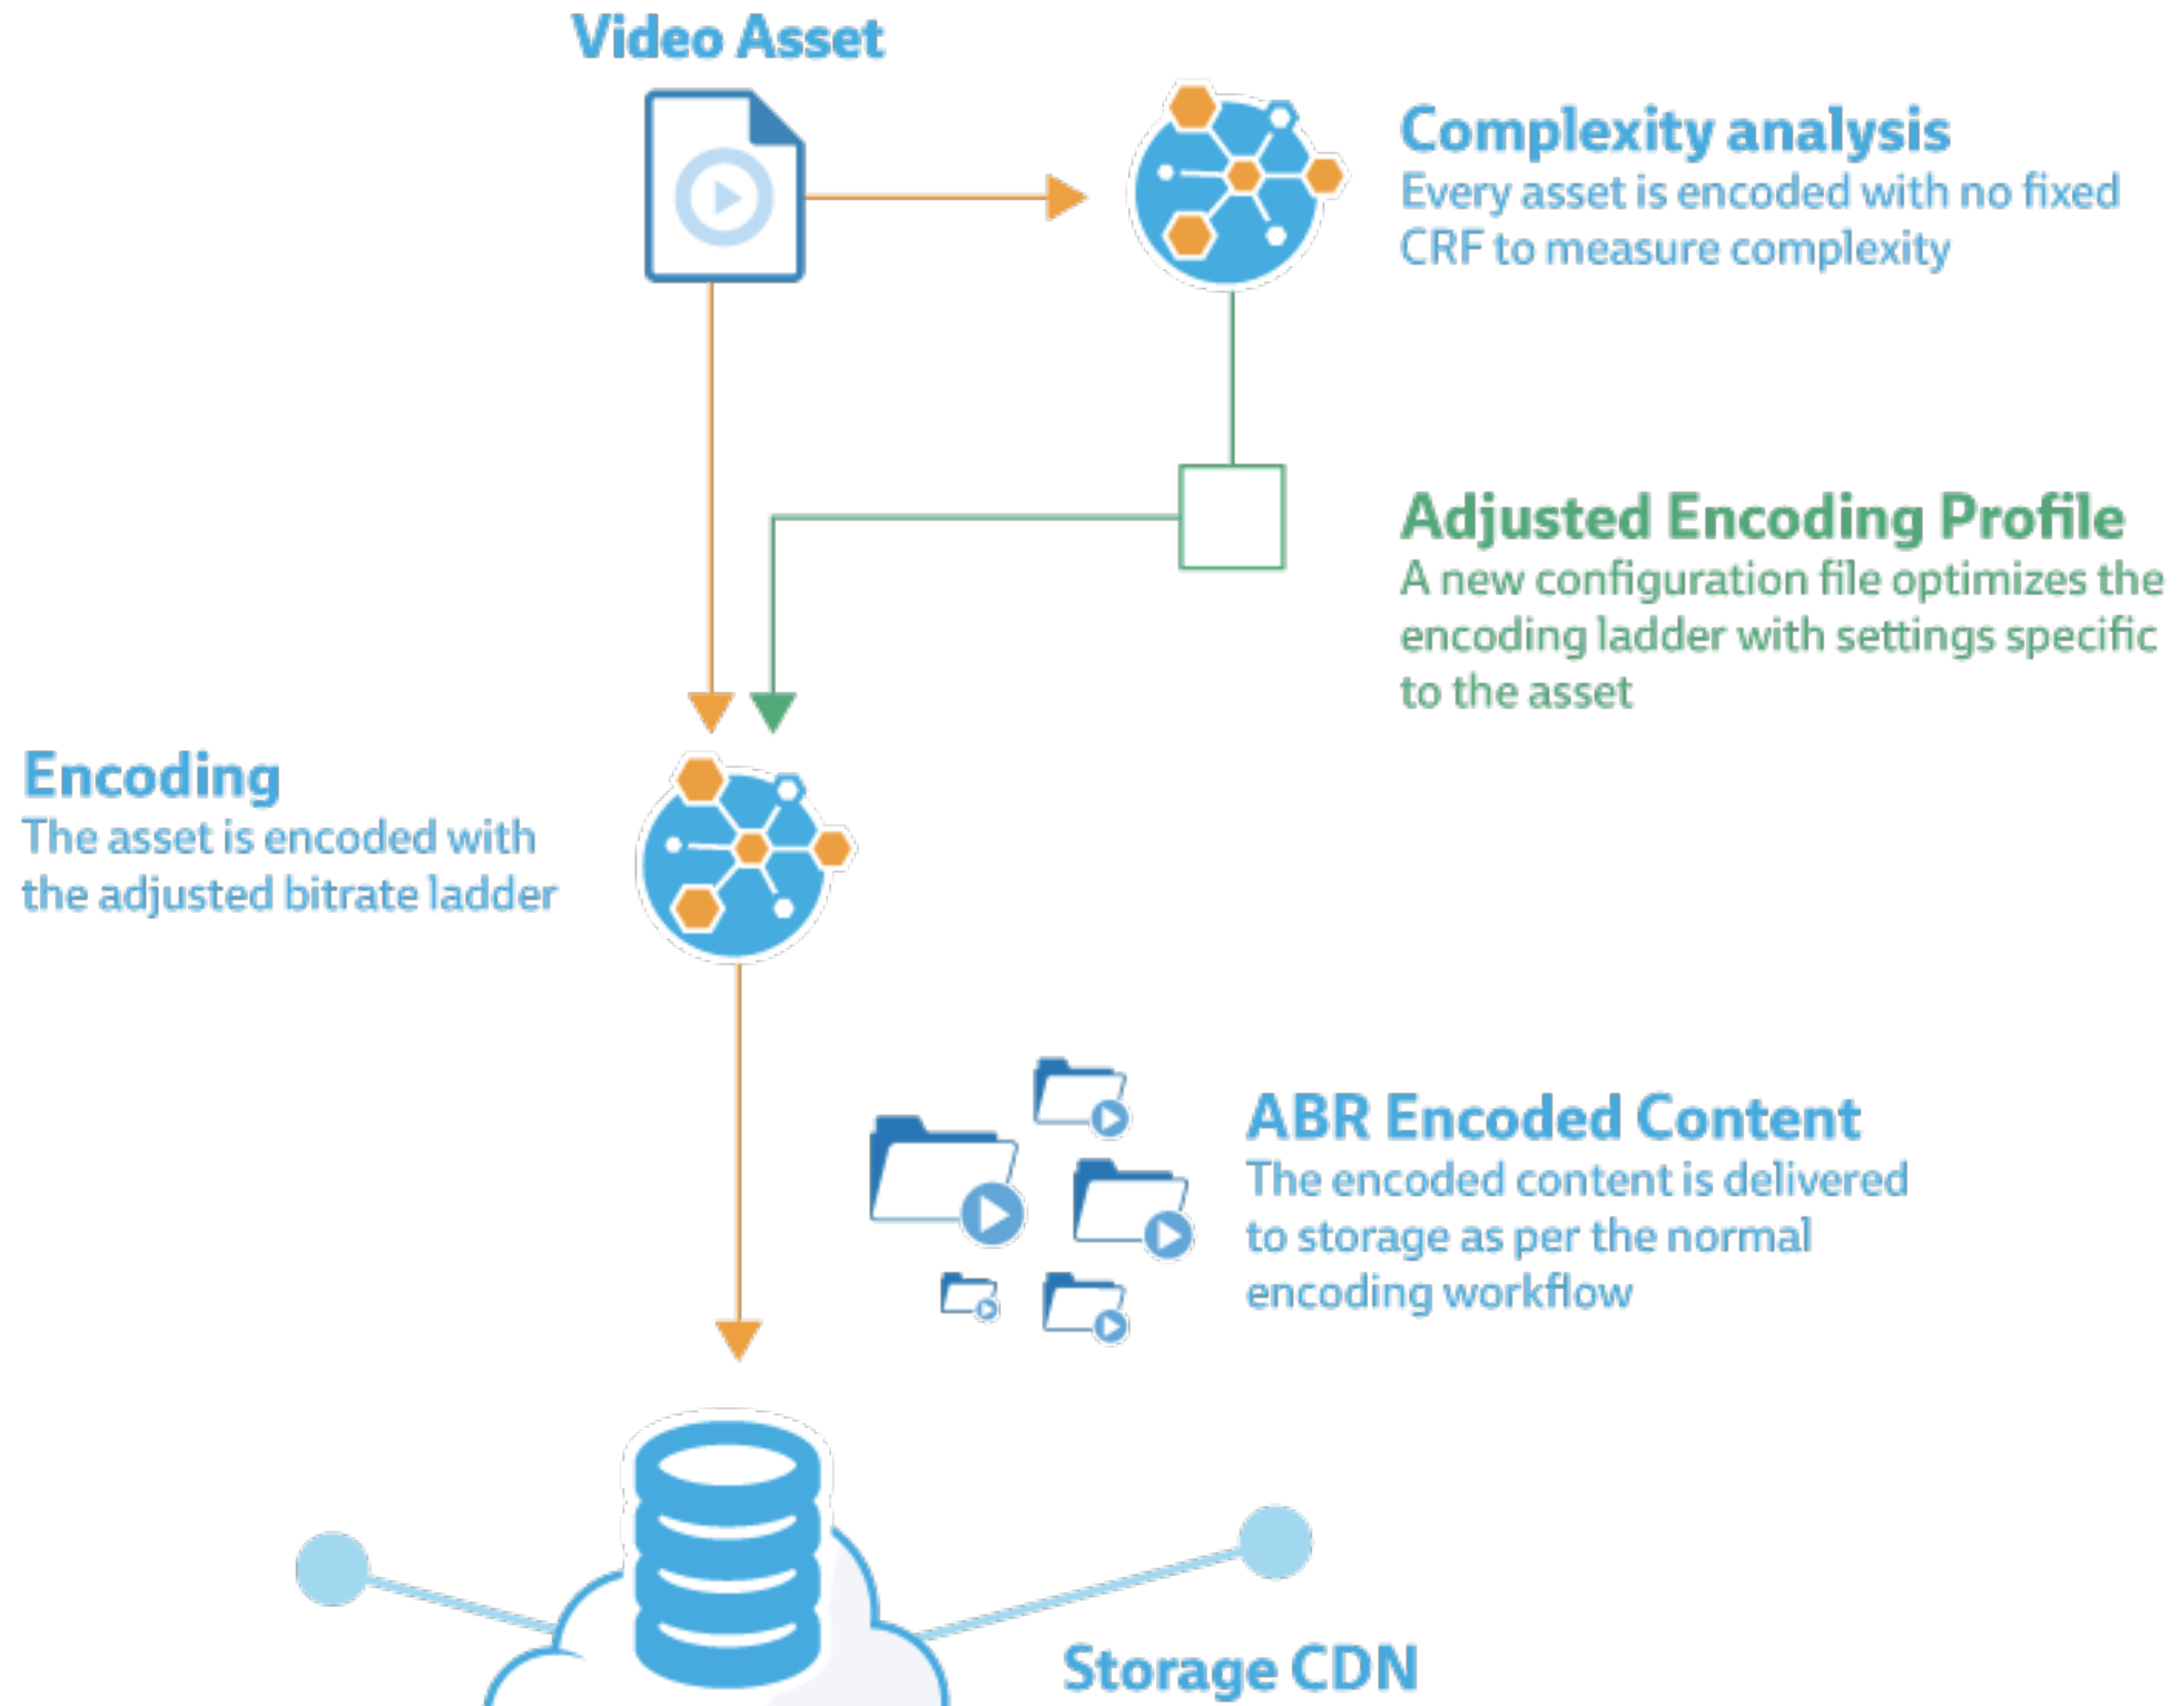 Video Asset
Complexity analysis
Every asset is encoded with no fixed
CRF to measure complexity
Adjusted Encoding Profile
A new configuration file optimizes the
encoding ladder with settings specific
to the asset
Encoding
The asset is encoded with
the adjusted bitrate ladder
ABR Encoded Content
The encoded content is delivered
to storage as per the normal
encoding workflow
Storage CDN